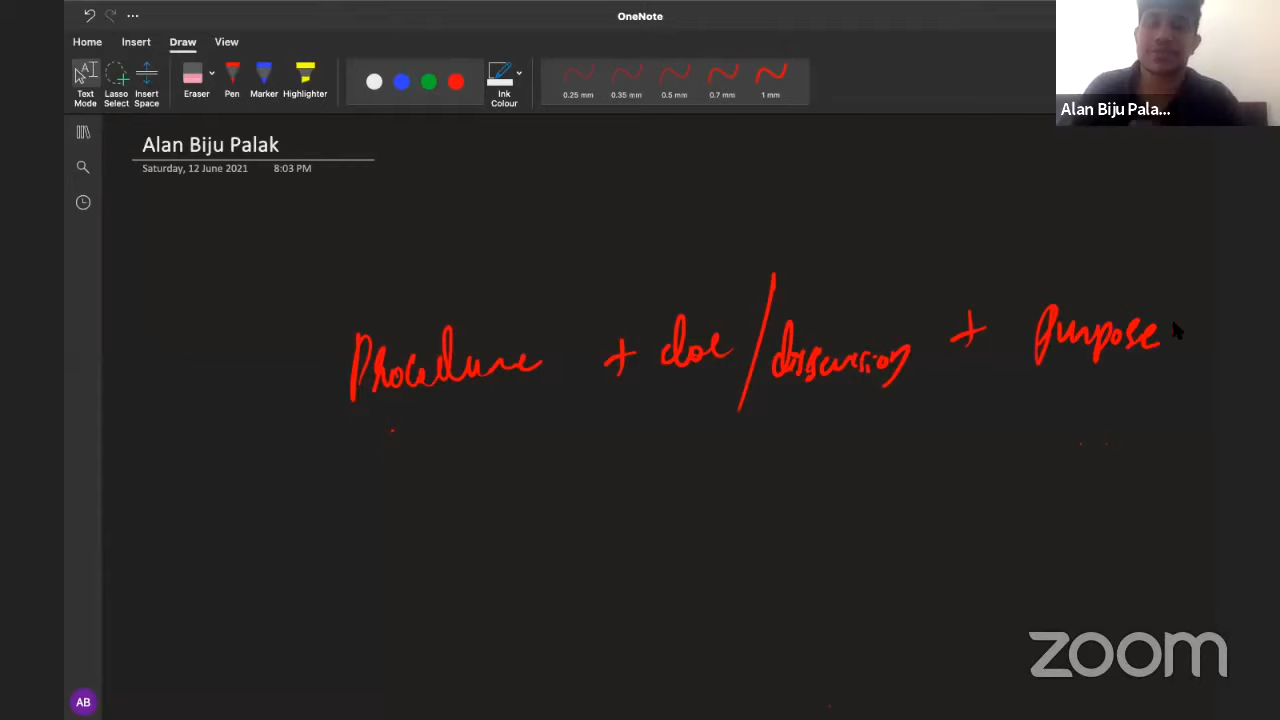 OneNote
Home Insert Draw View
Text Mode Lasso Select Insert Space Eraser Pen Marker Highlighter Ink Colour 0.25 mm 0.35 mm 0.5 mm 0.7 mm 1 mm
Alan Biju Pala...
Alan Biju Palak
Saturday, 12 June 2021 8:03 PM
Procedure + doc / discussion + purpose
zoom
AB